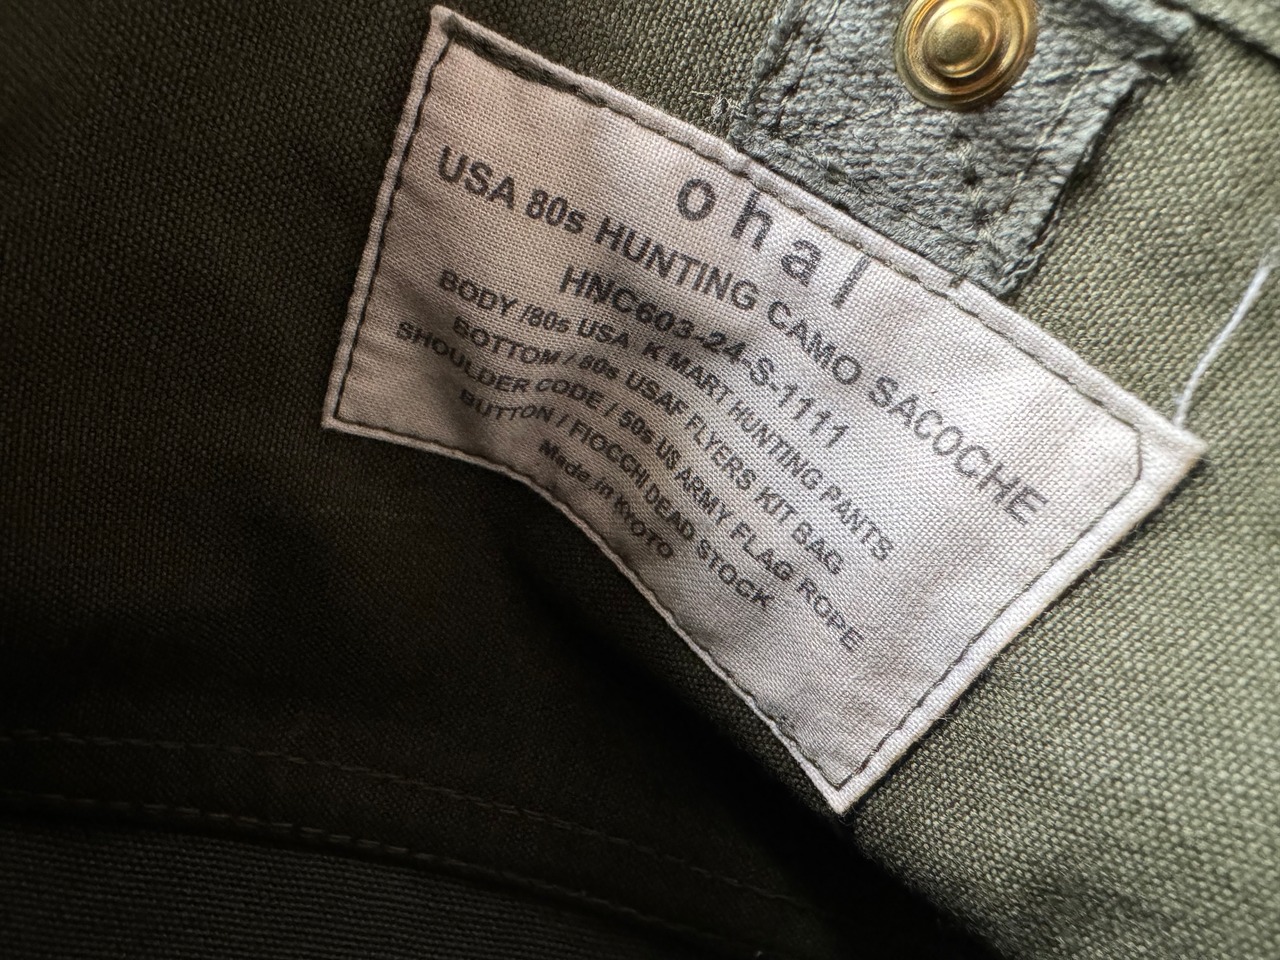 ohal
USA 80s HUNTING CAMO SACOCHE
HNC603-24-S-1111
BODY /80s USA K MART HUNTING PANTS
BOTTOM / 80s USAF FLYERS KIT BAG
SHOULDER CODE / 50s US ARMY FLAG ROPE
BUTTON / FIOCCHI DEAD STOCK
Made in KYOTO